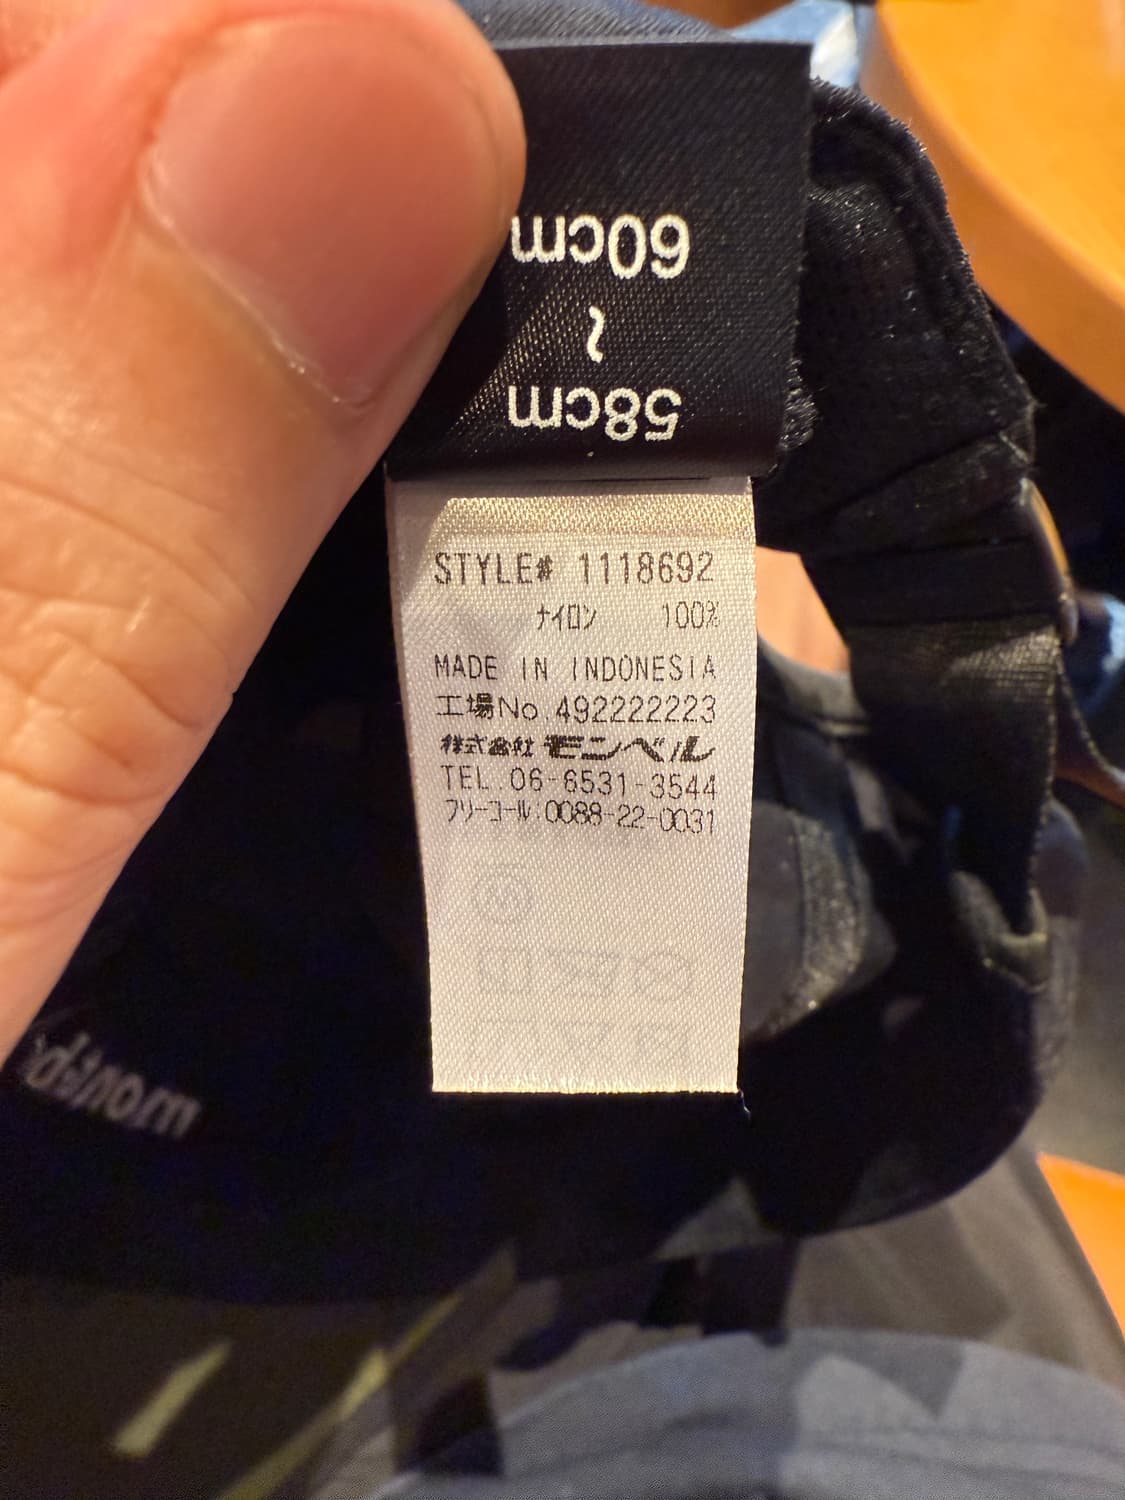 60cm
~
58cm
STYLE# 1118692
ナイロン 100%
MADE IN INDONESIA
工場No.492222223
株式会社 モンベル
TEL.06-6531-3544
フリーコール:0088-22-0031